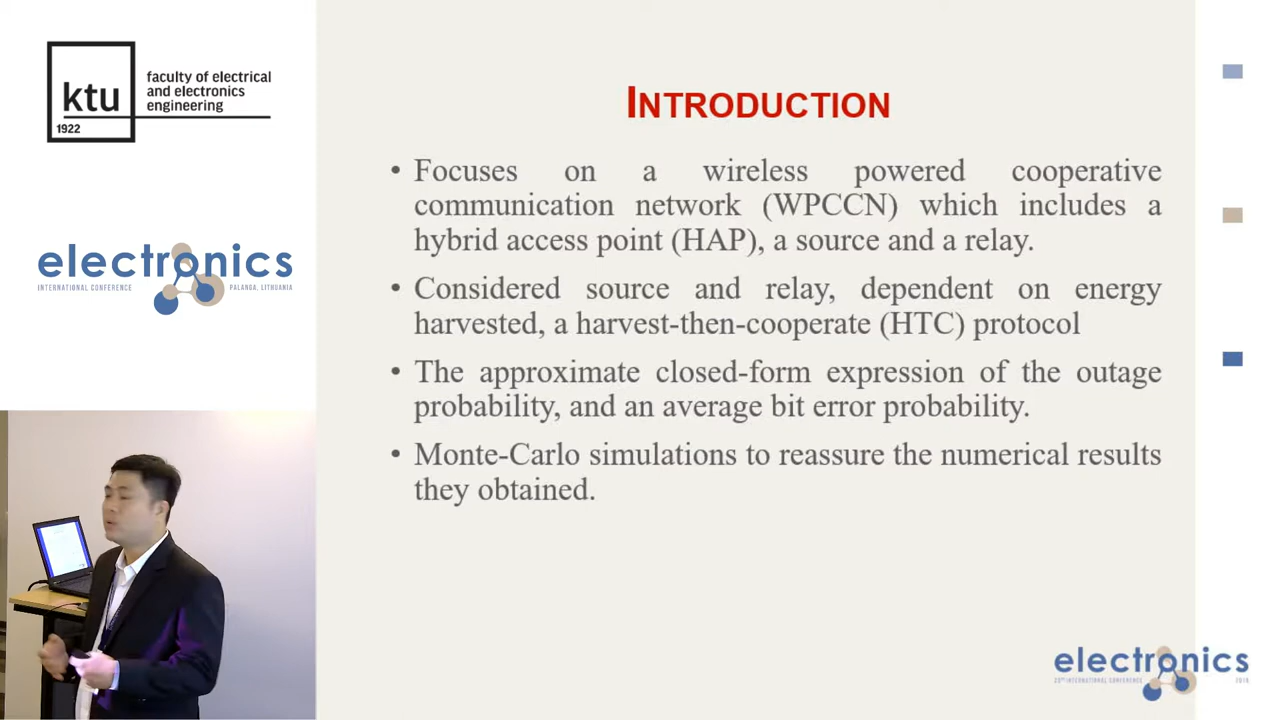 ktu
1922
faculty of electrical
and electronics
engineering
electronics
INTERNATIONAL CONFERENCE
PALANGA, LITHUANIA
INTRODUCTION
• Focuses on a wireless powered cooperative
communication network (WPCCN) which includes a
hybrid access point (HAP), a source and a relay.
• Considered source and relay, dependent on energy
harvested, a harvest-then-cooperate (HTC) protocol
• The approximate closed-form expression of the outage
probability, and an average bit error probability.
• Monte-Carlo simulations to reassure the numerical results
they obtained.
electronics
INTERNATIONAL CONFERENCE